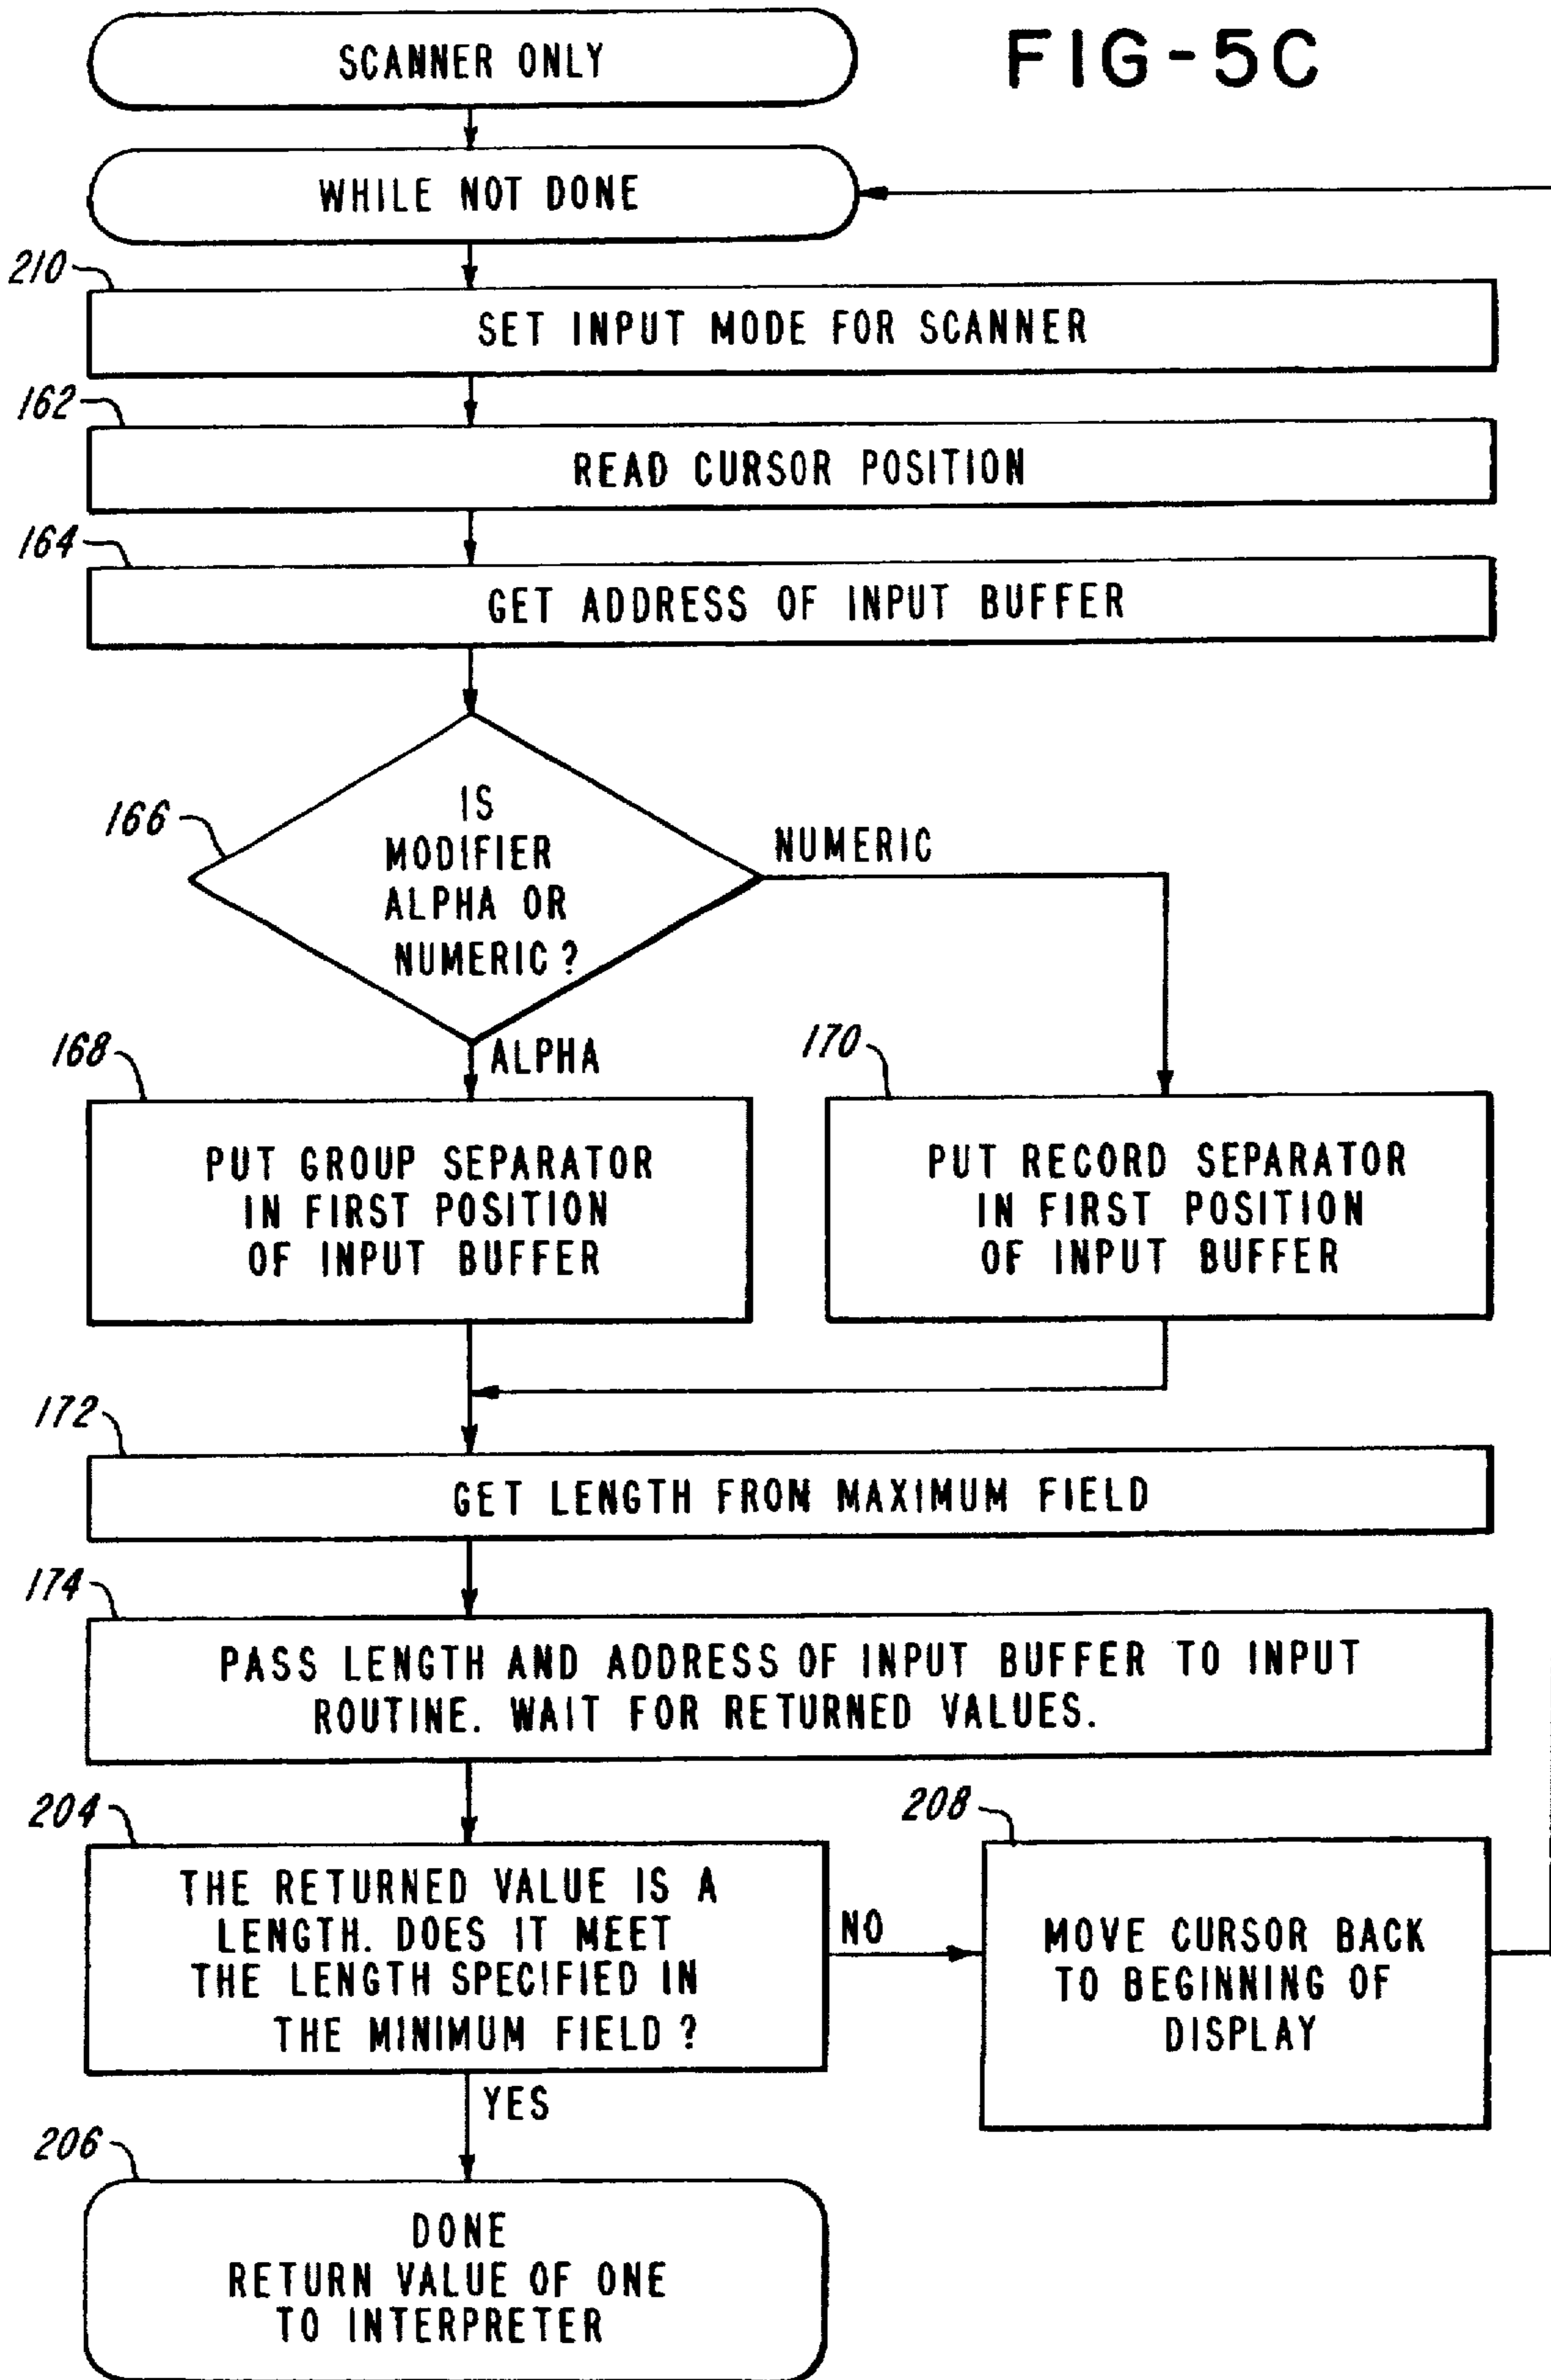 FIG-5C
SCANNER ONLY
WHILE NOT DONE
210
SET INPUT MODE FOR SCANNER
162
READ CURSOR POSITION
164
GET ADDRESS OF INPUT BUFFER
166
IS
MODIFIER
ALPHA OR
NUMERIC?
NUMERIC
ALPHA
168
PUT GROUP SEPARATOR
IN FIRST POSITION
OF INPUT BUFFER
170
PUT RECORD SEPARATOR
IN FIRST POSITION
OF INPUT BUFFER
172
GET LENGTH FROM MAXIMUM FIELD
174
PASS LENGTH AND ADDRESS OF INPUT BUFFER TO INPUT
ROUTINE. WAIT FOR RETURNED VALUES.
204
THE RETURNED VALUE IS A
LENGTH. DOES IT MEET
THE LENGTH SPECIFIED IN
THE MINIMUM FIELD?
NO
208
MOVE CURSOR BACK
TO BEGINNING OF
DISPLAY
YES
206
DONE
RETURN VALUE OF ONE
TO INTERPRETER